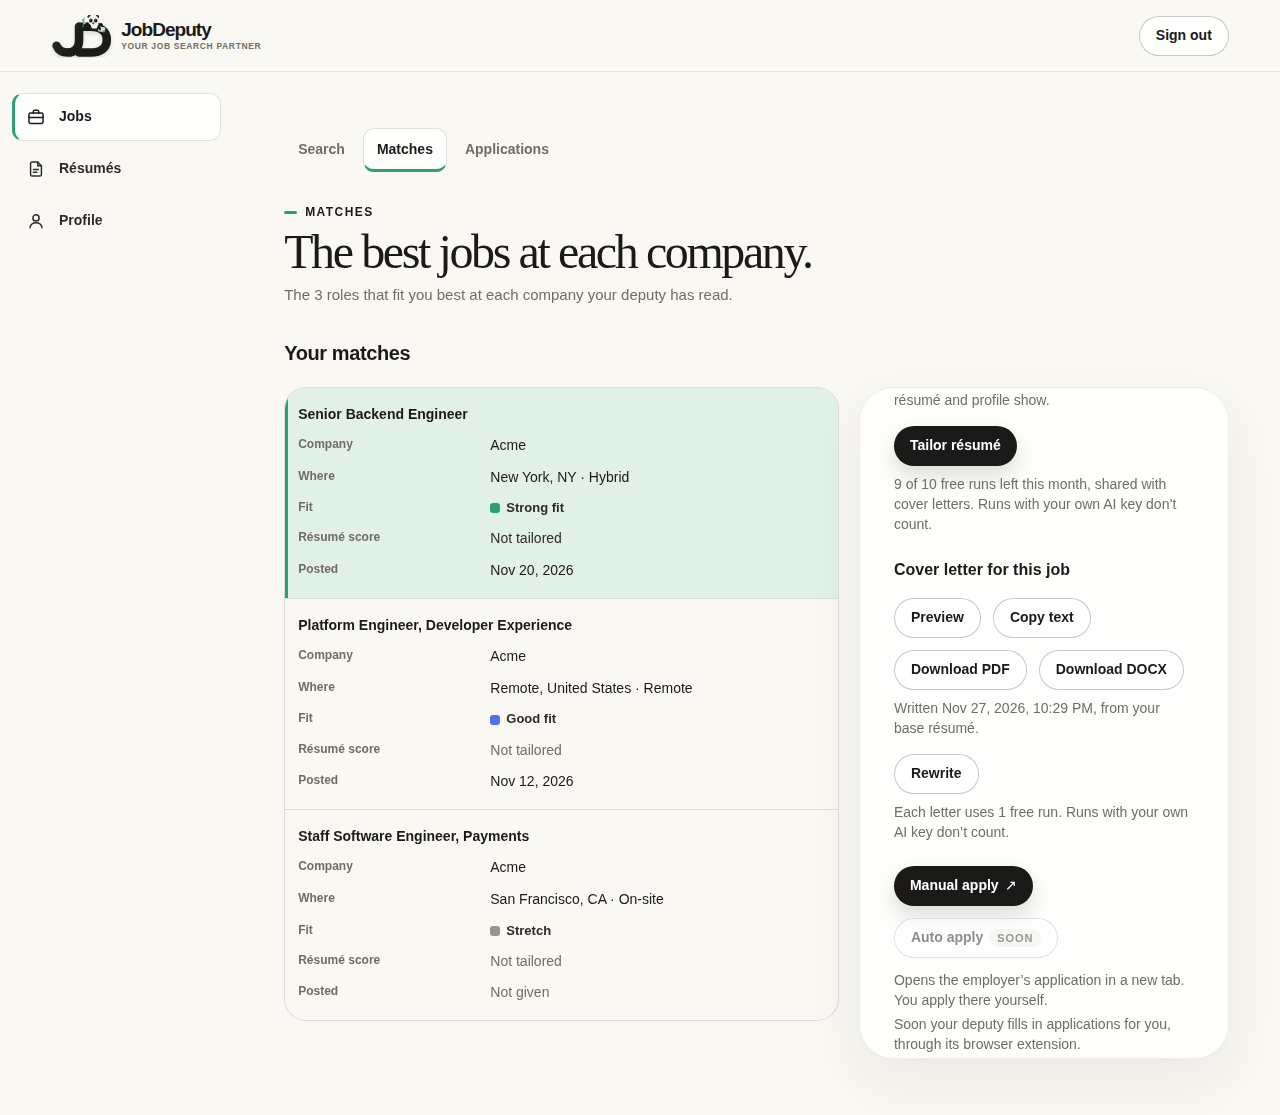 JobDeputy
YOUR JOB SEARCH PARTNER
Sign out
Jobs
Résumés
Profile
Search
Matches
Applications
MATCHES
The best jobs at each company.
The 3 roles that fit you best at each company your deputy has read.
Your matches
Senior Backend Engineer
Company
Acme
Where
New York, NY · Hybrid
Fit
Strong fit
Résumé score
Not tailored
Posted
Nov 20, 2026
Platform Engineer, Developer Experience
Company
Acme
Where
Remote, United States · Remote
Fit
Good fit
Résumé score
Not tailored
Posted
Nov 12, 2026
Staff Software Engineer, Payments
Company
Acme
Where
San Francisco, CA · On-site
Fit
Stretch
Résumé score
Not tailored
Posted
Not given
résumé and profile show.
Tailor résumé
9 of 10 free runs left this month, shared with
cover letters. Runs with your own AI key don’t
count.
Cover letter for this job
Preview
Copy text
Download PDF
Download DOCX
Written Nov 27, 2026, 10:29 PM, from your
base résumé.
Rewrite
Each letter uses 1 free run. Runs with your own
AI key don’t count.
Manual apply ↗
Auto apply SOON
Opens the employer’s application in a new tab.
You apply there yourself.
Soon your deputy fills in applications for you,
through its browser extension.